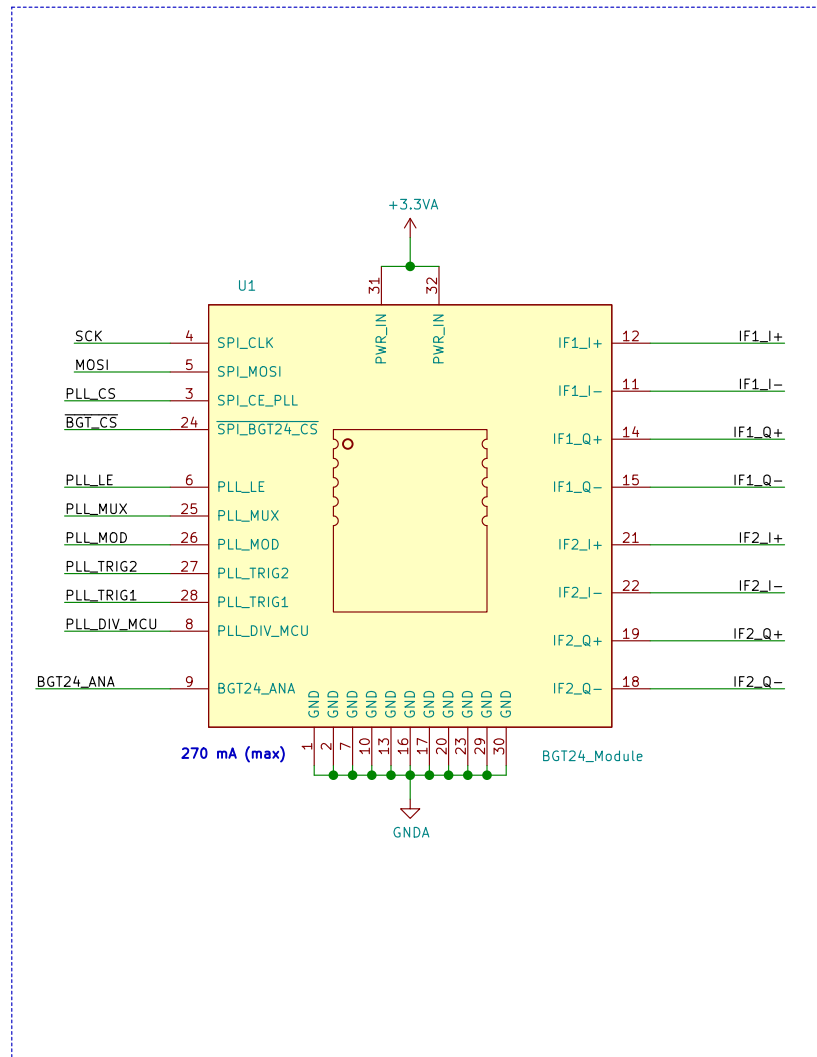 +3.3VA
U1
31
32
PWR_IN
PWR_IN
SCK 4 SPI_CLK
MOSI 5 SPI_MOSI
PLL_CS 3 SPI_CE_PLL
BGT_CS 24 SPI_BGT24_CS
PLL_LE 6 PLL_LE
PLL_MUX 25 PLL_MUX
PLL_MOD 26 PLL_MOD
PLL_TRIG2 27 PLL_TRIG2
PLL_TRIG1 28 PLL_TRIG1
PLL_DIV_MCU 8 PLL_DIV_MCU
BGT24_ANA 9 BGT24_ANA
IF1_I+ 12 IF1_I+
IF1_I- 11 IF1_I-
IF1_Q+ 14 IF1_Q+
IF1_Q- 15 IF1_Q-
IF2_I+ 21 IF2_I+
IF2_I- 22 IF2_I-
IF2_Q+ 19 IF2_Q+
IF2_Q- 18 IF2_Q-
GND
GND
GND
GND
GND
GND
GND
GND
GND
GND
GND
1
2
7
10
13
16
17
20
23
29
30
270 mA (max)
BGT24_Module
GNDA